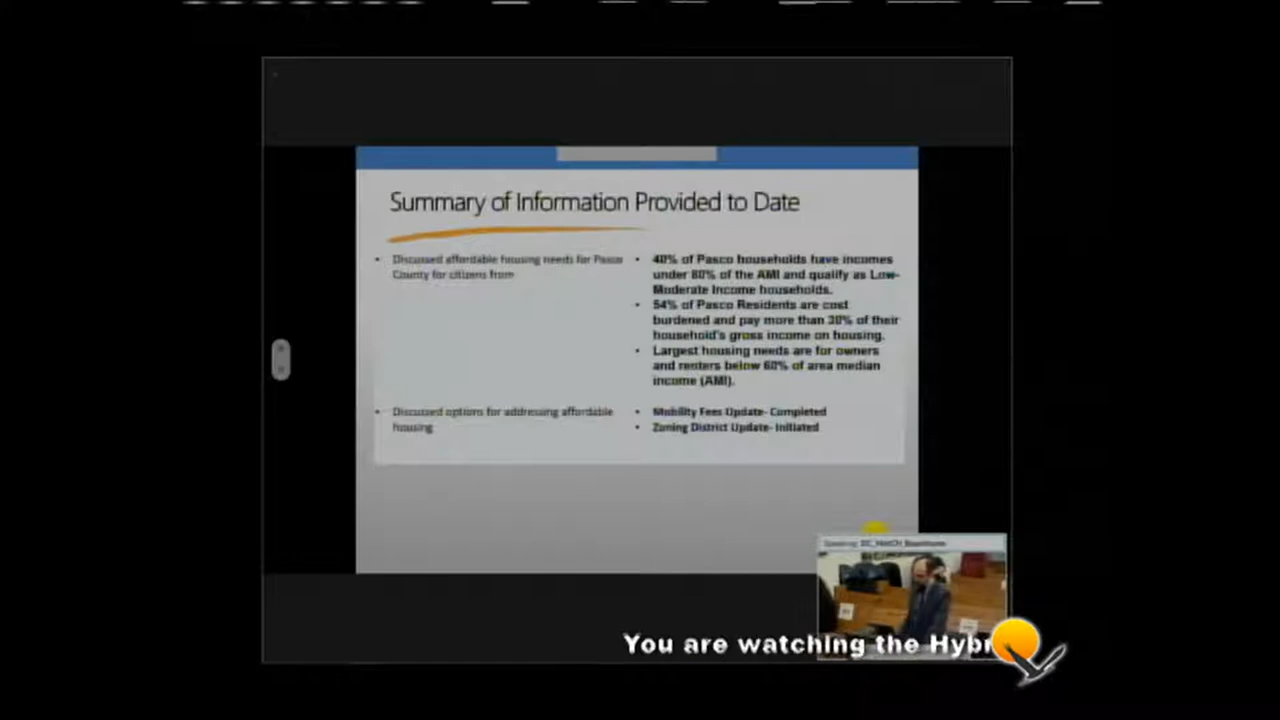 Summary of Information Provided to Date
• Discussed affordable housing needs for Pasco
County for citizens from
• 40% of Pasco households have incomes
under 80% of the AMI and qualify as Low-
Moderate Income households.
• 54% of Pasco Residents are cost
burdened and pay more than 30% of their
household's gross income on housing.
• Largest housing needs are for owners
and renters below 60% of area median
income (AMI).
• Discussed options for addressing affordable
housing
• Mobility Fees Update- Completed
• Zoning District Update- Initiated
Speaking:
You are watching the Hybr